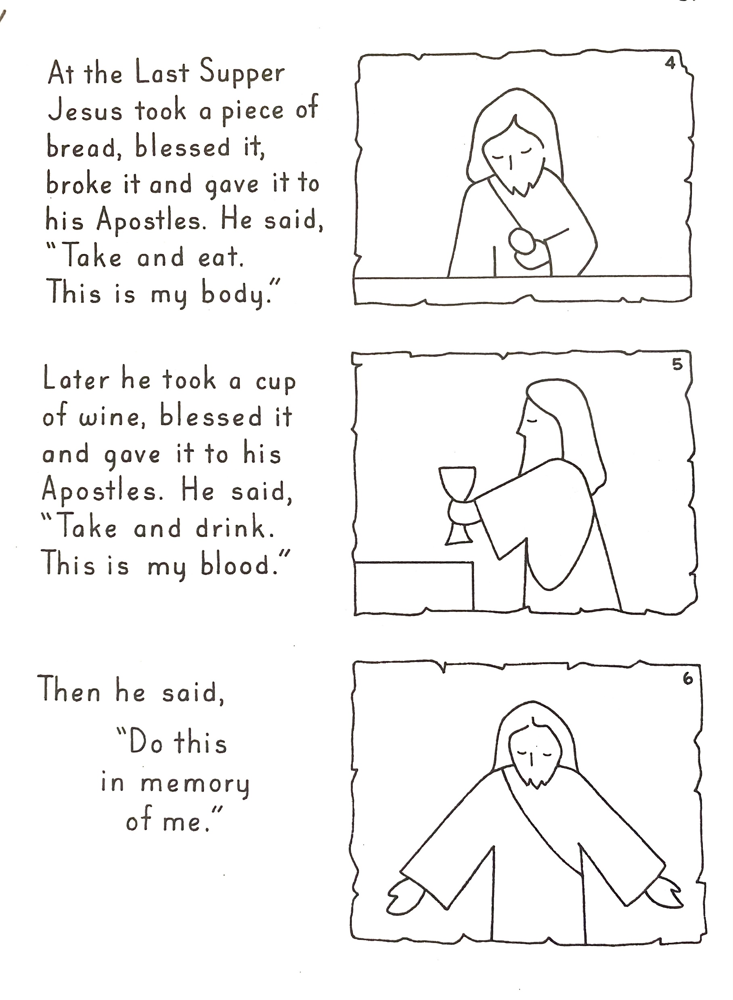 At the Last Supper
Jesus took a piece of
bread, blessed it,
broke it and gave it to
his Apostles. He said,
"Take and eat.
This is my body."
4
Later he took a cup
of wine, blessed it
and gave it to his
Apostles. He said,
"Take and drink.
This is my blood."
5
Then he said,
"Do this
in memory
of me."
6